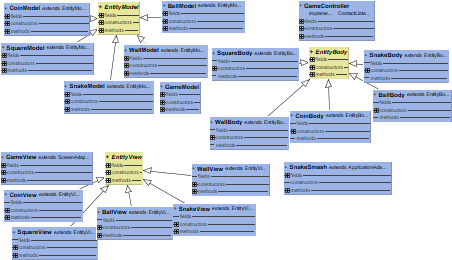 CoinModel extends EntityMo...
fields
constructors
methods
EntityModel
fields
constructors
methods
BallModel extends EntityMo...
fields
constructors
methods
GameController
impleme... ContactListe...
fields
constructors
methods
SquareModel extends EntityM...
fields
constructors
methods
WallModel extends EntityMo...
fields
constructors
methods
SquareBody extends EntityBo...
fields
constructors
methods
EntityBody
fields
constructors
methods
SnakeBody extends EntityBo...
fields
constructors
methods
SnakeModel extends EntityMo...
fields
constructors
methods
GameModel
fields
constructors
methods
BallBody extends EntityBo...
fields
constructors
methods
WallBody extends EntityBo...
fields
constructors
methods
CoinBody extends EntityBo...
fields
constructors
methods
GameView extends ScreenAdap...
fields
constructors
methods
EntityView
fields
constructors
methods
WallView extends EntityVi...
fields
constructors
methods
SnakeSmash extends ApplicationAda...
fields
constructors
methods
CoinView extends EntityVi...
fields
constructors
methods
BallView extends EntityVi...
fields
constructors
methods
SnakeView extends EntityVi...
fields
constructors
methods
SquareView extends EntityVi...
fields
constructors
methods